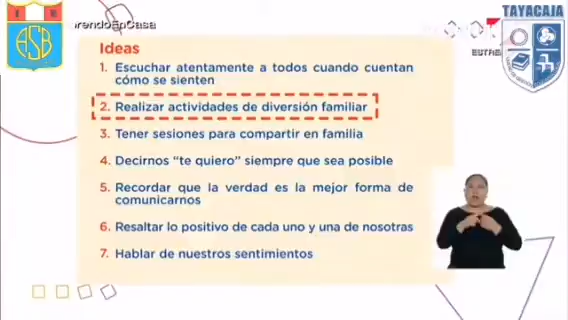 ASB
prendoEnCasa
TAYACAJA
ESTRE
Ideas
1. Escuchar atentamente a todos cuando cuentan
cómo se sienten
2. Realizar actividades de diversión familiar
3. Tener sesiones para compartir en familia
4. Decirnos "te quiero" siempre que sea posible
5. Recordar que la verdad es la mejor forma de
comunicarnos
6. Resaltar lo positivo de cada uno y una de nosotras
7. Hablar de nuestros sentimientos